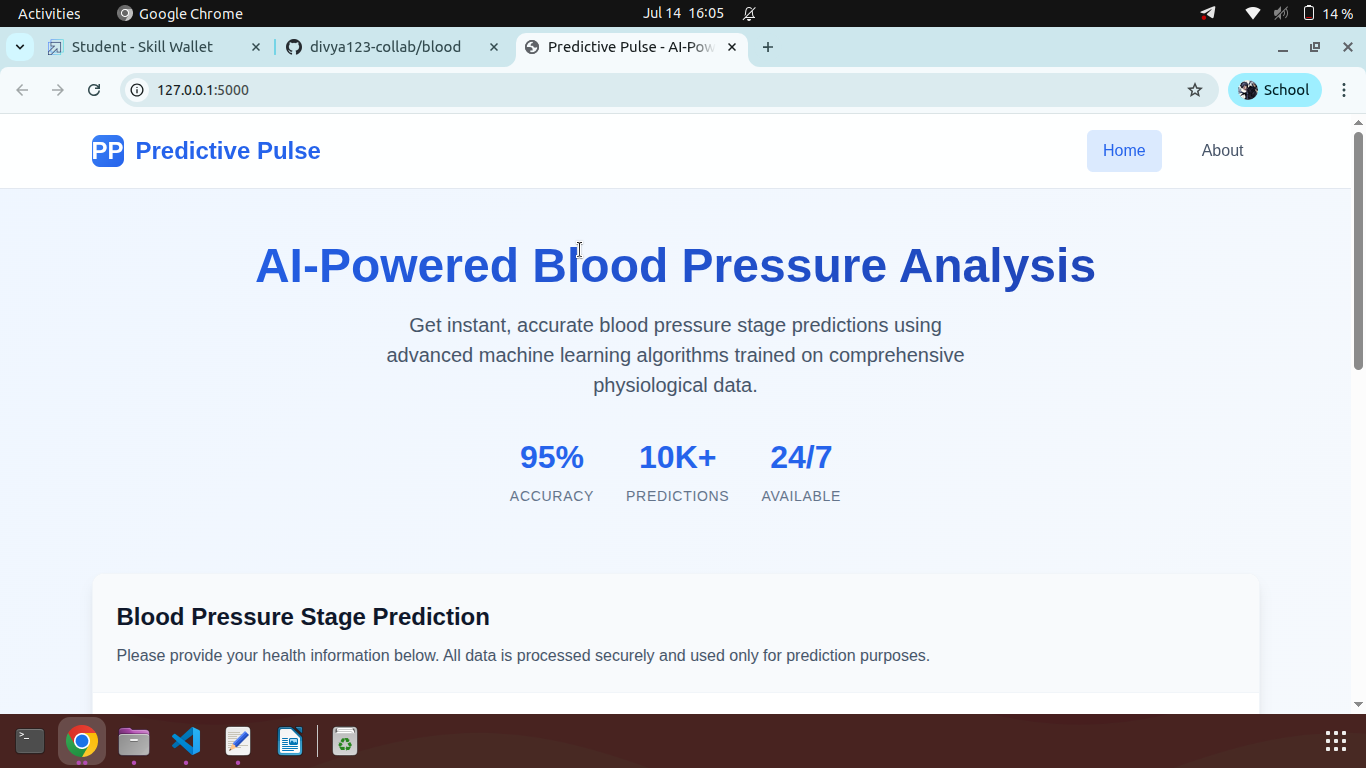 Activities
Google Chrome
Jul 14 16:05
14 %
Student - Skill Wallet
divya123-collab/blood
Predictive Pulse - AI-Pow
127.0.0.1:5000
School
PP
Predictive Pulse
Home
About
AI-Powered Blood Pressure Analysis
Get instant, accurate blood pressure stage predictions using
advanced machine learning algorithms trained on comprehensive
physiological data.
95%
10K+
24/7
ACCURACY
PREDICTIONS
AVAILABLE
Blood Pressure Stage Prediction
Please provide your health information below. All data is processed securely and used only for prediction purposes.
>_